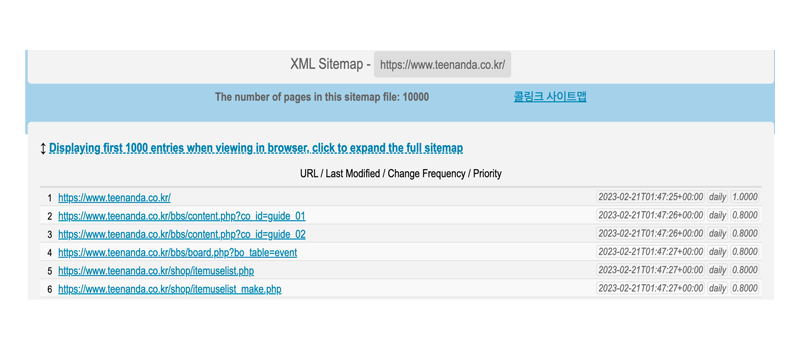 XML Sitemap - https://www.teenanda.co.kr/
The number of pages in this sitemap file: 10000 콜링크 사이트맵
↕ Displaying first 1000 entries when viewing in browser, click to expand the full sitemap
URL / Last Modified / Change Frequency / Priority
1 https://www.teenanda.co.kr/ 2023-02-21T01:47:25+00:00 daily 1.0000
2 https://www.teenanda.co.kr/bbs/content.php?co_id=guide_01 2023-02-21T01:47:26+00:00 daily 0.8000
3 https://www.teenanda.co.kr/bbs/content.php?co_id=guide_02 2023-02-21T01:47:26+00:00 daily 0.8000
4 https://www.teenanda.co.kr/bbs/board.php?bo_table=event 2023-02-21T01:47:27+00:00 daily 0.8000
5 https://www.teenanda.co.kr/shop/itemuselist.php 2023-02-21T01:47:27+00:00 daily 0.8000
6 https://www.teenanda.co.kr/shop/itemuselist_make.php 2023-02-21T01:47:27+00:00 daily 0.8000